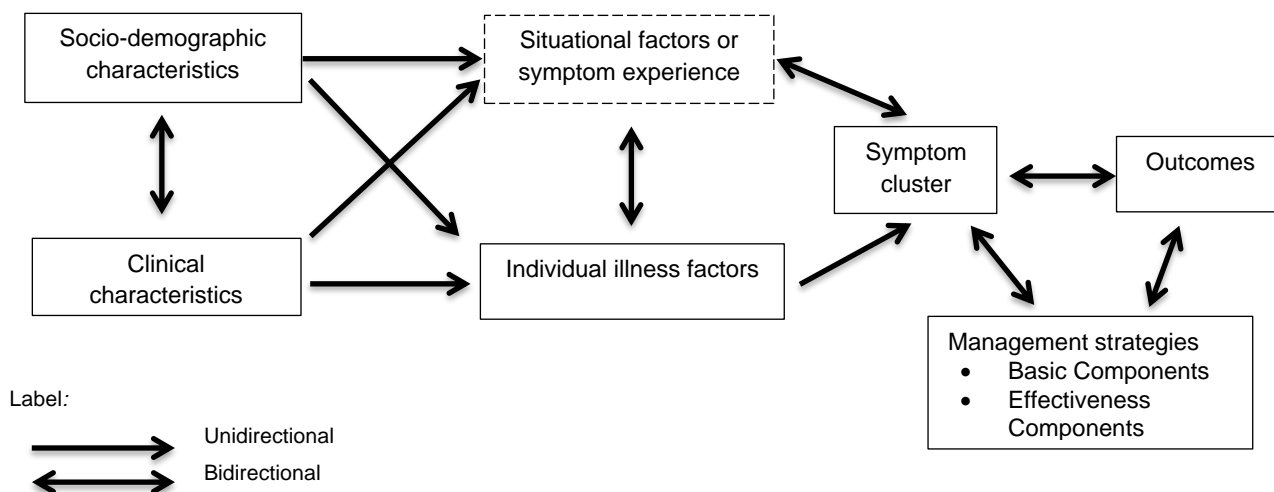 Socio-demographic
characteristics
Situational factors or
symptom experience
Symptom
cluster
Outcomes
Clinical
characteristics
Individual illness factors
Management strategies
• Basic Components
• Effectiveness
Components
Label:
Unidirectional
Bidirectional